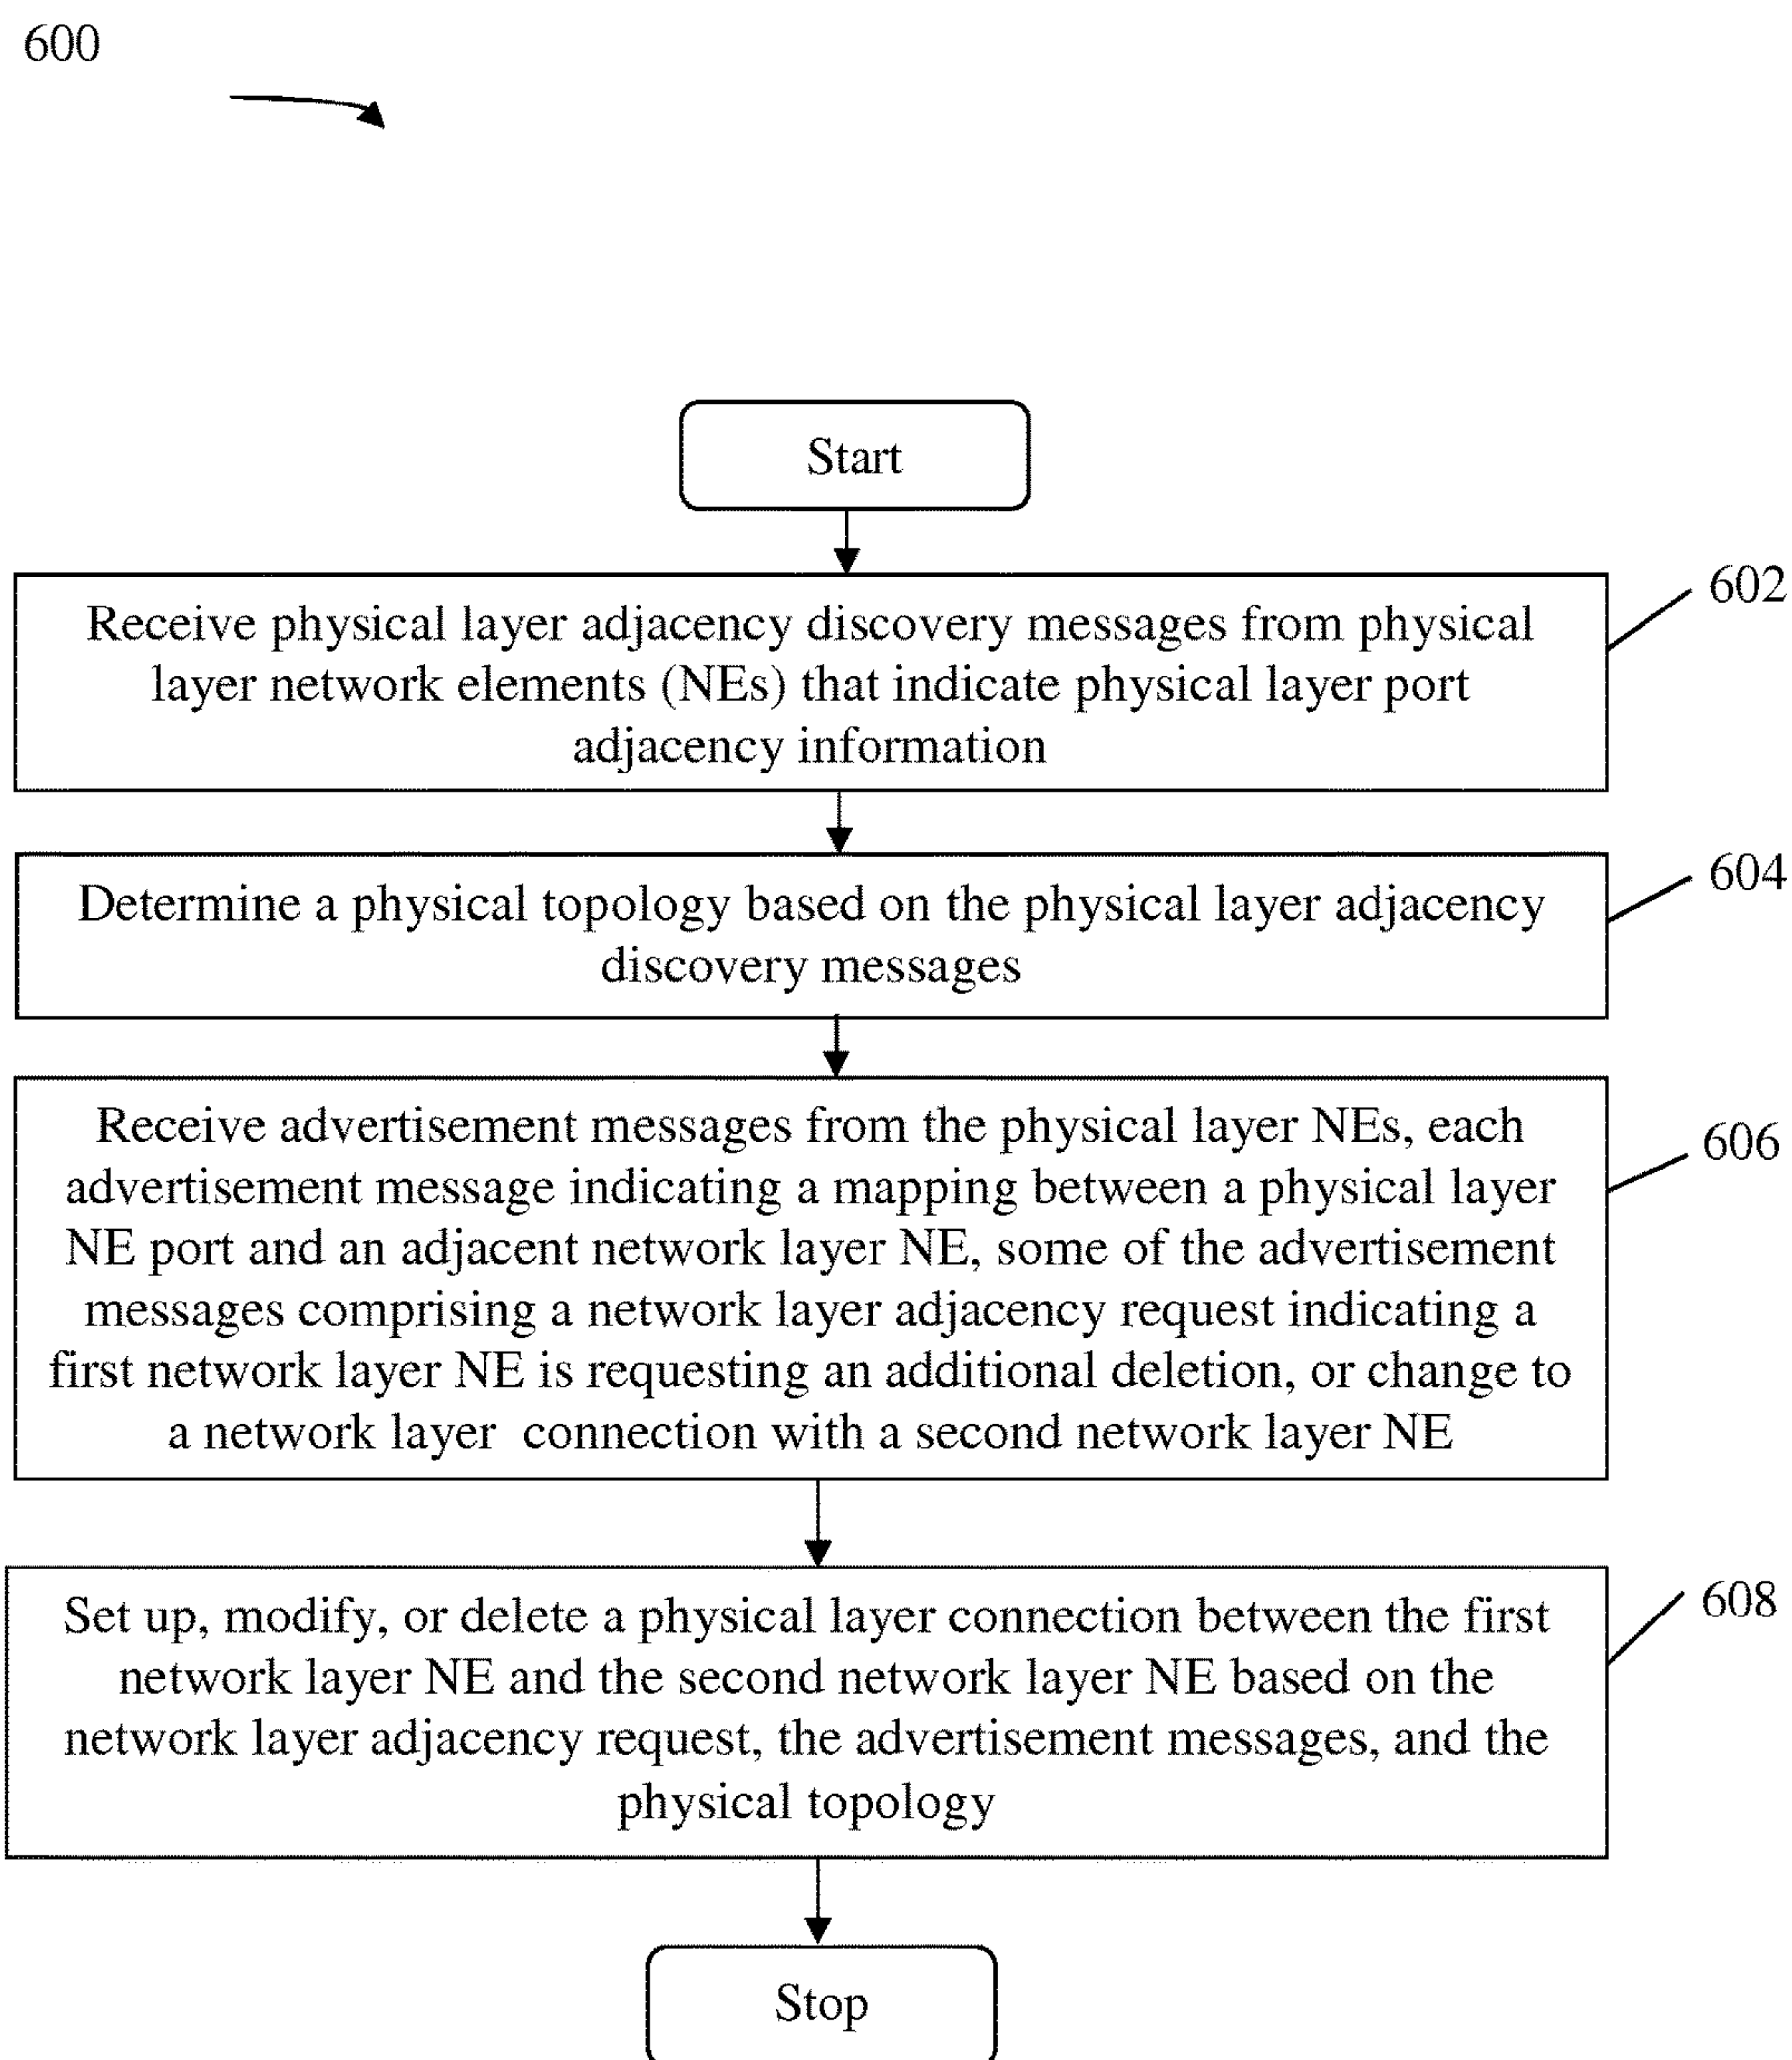 600
Start
602
Receive physical layer adjacency discovery messages from physical
layer network elements (NEs) that indicate physical layer port
adjacency information
604
Determine a physical topology based on the physical layer adjacency
discovery messages
606
Receive advertisement messages from the physical layer NEs, each
advertisement message indicating a mapping between a physical layer
NE port and an adjacent network layer NE, some of the advertisement
messages comprising a network layer adjacency request indicating a
first network layer NE is requesting an additional deletion, or change to
a network layer connection with a second network layer NE
608
Set up, modify, or delete a physical layer connection between the first
network layer NE and the second network layer NE based on the
network layer adjacency request, the advertisement messages, and the
physical topology
Stop